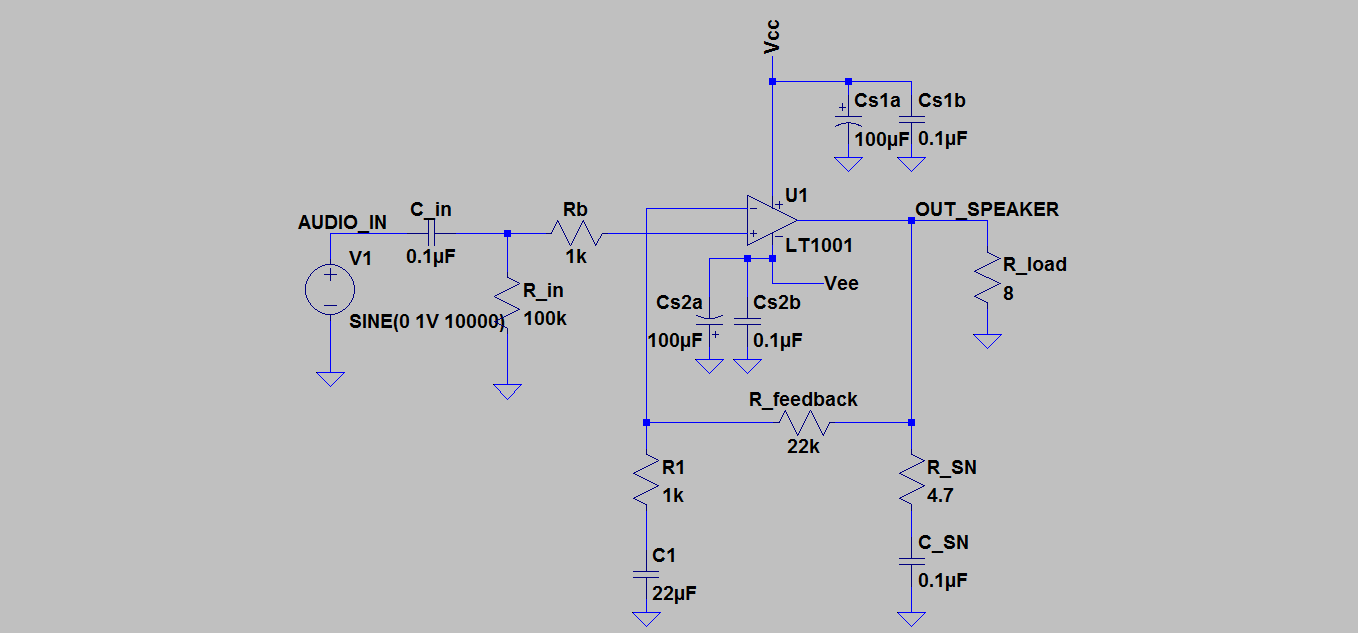 Vcc
Cs1a
Cs1b
100µF
0.1µF
U1
LT1001
AUDIO_IN
C_in
0.1µF
Rb
1k
OUT_SPEAKER
V1
SINE(0 1V 10000)
R_in
100k
R_load
8
Vee
Cs2a
Cs2b
100µF
0.1µF
R_feedback
22k
R1
1k
R_SN
4.7
C1
22µF
C_SN
0.1µF